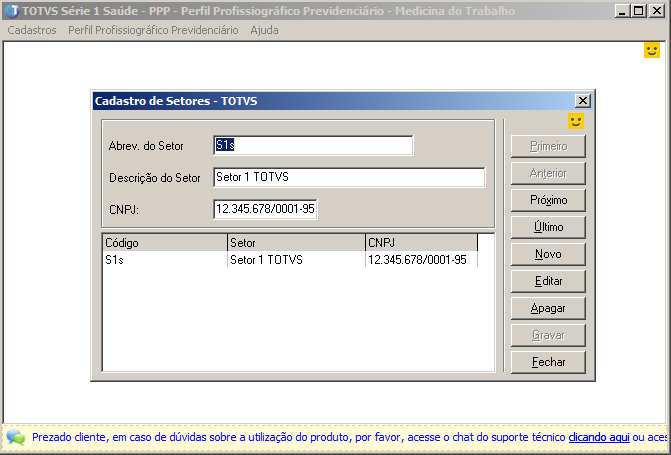 TOTVS Série 1 Saúde - PPP - Perfil Profissiográfico Previdenciário - Medicina do Trabalho
Cadastros Perfil Profissiográfico Previdenciário Ajuda
Cadastro de Setores - TOTVS
Abrev. do Setor S1s
Descrição do Setor Setor 1 TOTVS
CNPJ: 12.345.678/0001-95
Código Setor CNPJ
S1s Setor 1 TOTVS 12.345.678/0001-95
Primeiro
Anterior
Próximo
Último
Novo
Editar
Apagar
Gravar
Fechar
Prezado cliente, em caso de dúvidas sobre a utilização do produto, por favor, acesse o chat do suporte técnico clicando aqui ou aces